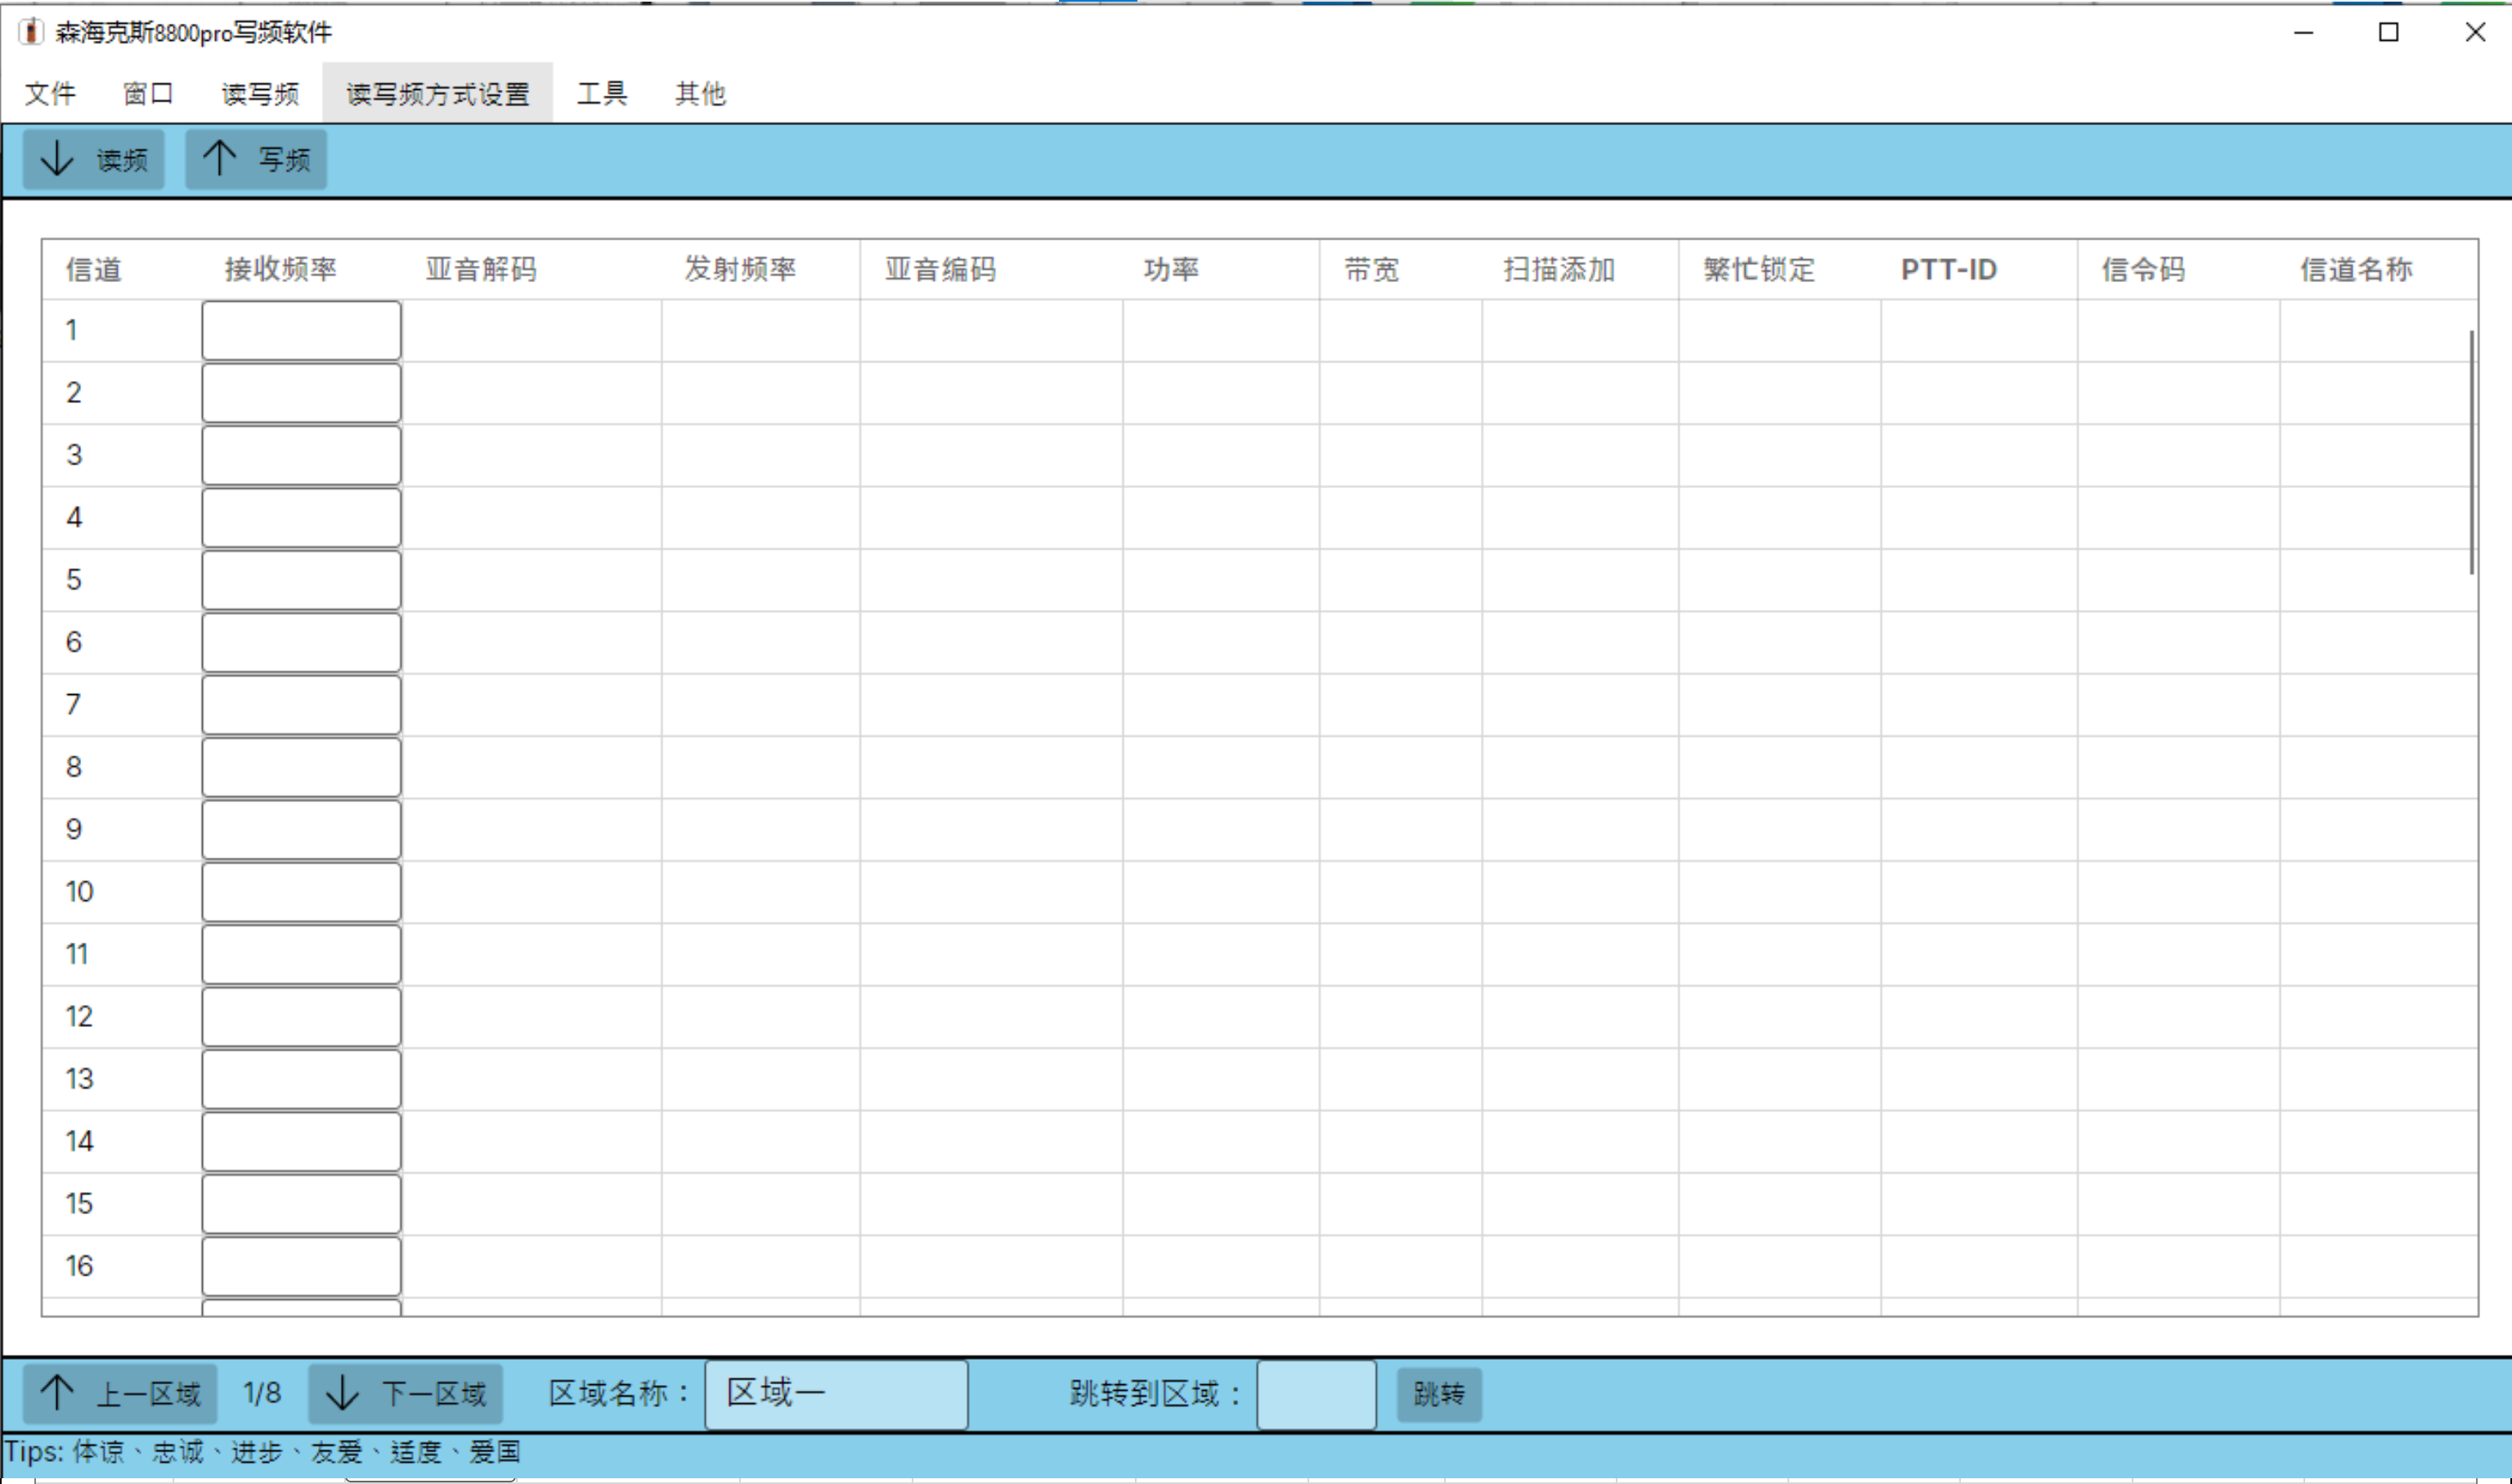 森海克斯8800pro写频软件
文件 窗口 读写频 读写频方式设置 工具 其他
读频 写频
信道 接收频率 亚音解码 发射频率 亚音编码 功率 带宽 扫描添加 繁忙锁定 PTT-ID 信令码 信道名称
1
2
3
4
5
6
7
8
9
10
11
12
13
14
15
16
上一区域 1/8 下一区域 区域名称： 区域一 跳转到区域： 跳转
Tips: 体谅、忠诚、进步、友爱、适度、爱国